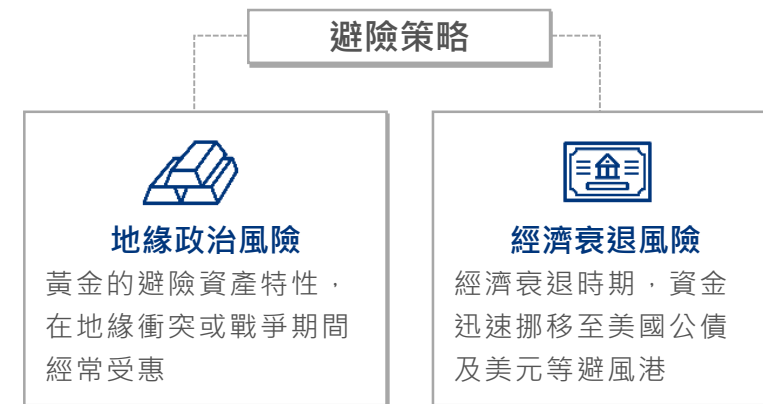 避險策略
地緣政治風險
黃金的避險資產特性，
在地緣衝突或戰爭期間
經常受惠
經濟衰退風險
經濟衰退時期，資金
迅速挪移至美國公債
及美元等避風港